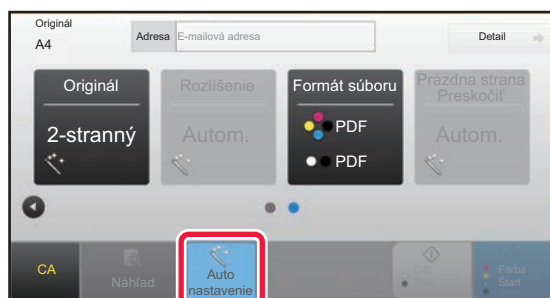 Originál
A4
Adresa E-mailová adresa
Detail
Originál
2-stranný
Rozlíšenie
Autom.
Formát súboru
PDF
PDF
Prázdna strana
Preskočiť
Autom.
CA
Náhľad
Auto
nastavenie
Farba
Štart